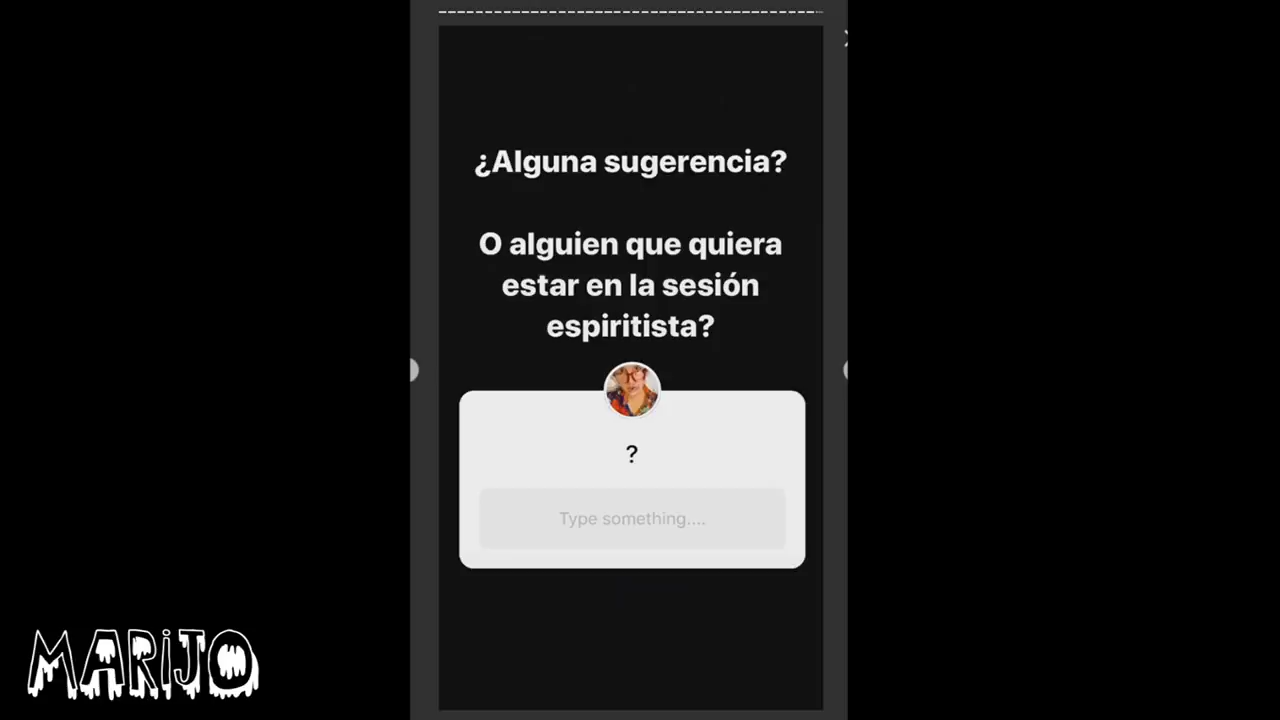 ¿Alguna sugerencia?
O alguien que quiera
estar en la sesión
espiritista?
?
Type something....
MARiJO